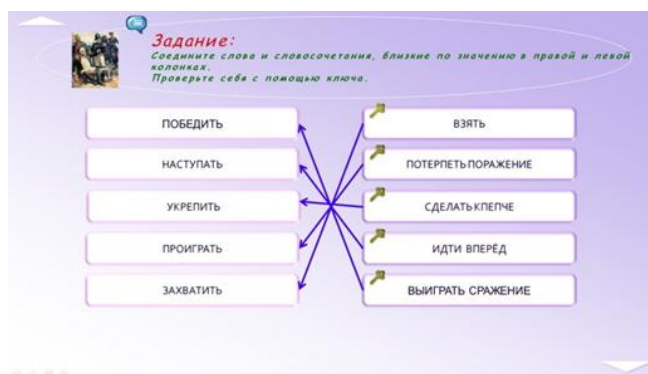 Задание:
Соедините слова и словосочетания, близкие по значению в правой и левой
колонках.
Проверьте себя с помощью ключа.
ПОБЕДИТЬ
ВЗЯТЬ
НАСТУПАТЬ
ПОТЕРПЕТЬ ПОРАЖЕНИЕ
УКРЕПИТЬ
СДЕЛАТЬ КПЕПЧЕ
ПРОИГРАТЬ
ИДТИ ВПЕРЁД
ЗАХВАТИТЬ
ВЫИГРАТЬ СРАЖЕНИЕ